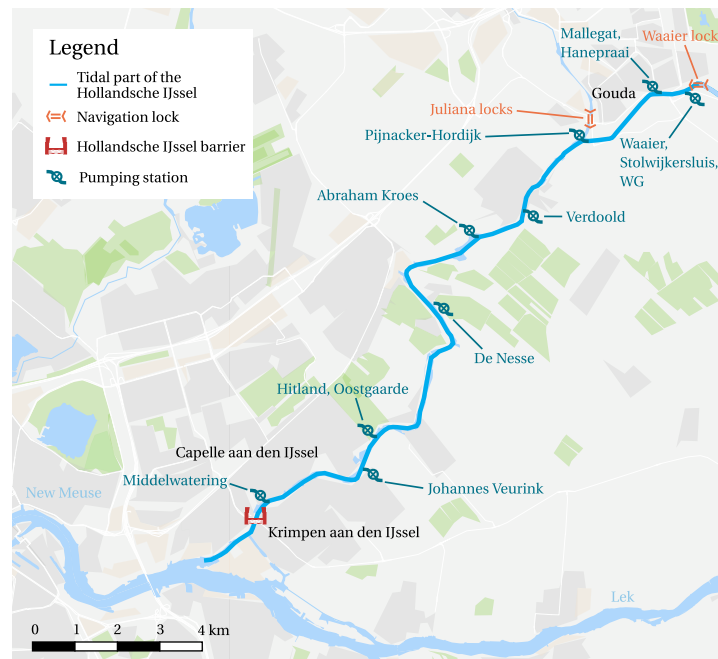 Legend
Tidal part of the
Hollandsche IJssel
Navigation lock
Hollandsche IJssel barrier
Pumping station
Mallegat,
Hanepraai
Waaier lock
Gouda
Juliana locks
Pijnacker-Hordijk
Waaier,
Stolwijkersluis,
WG
Abraham Kroes
Verdoold
De Nesse
Hitland, Oostgaarde
Capelle aan den IJssel
Middelwatering
Johannes Veurink
New Meuse
Krimpen aan den IJssel
Lek
0 1 2 3 4 km